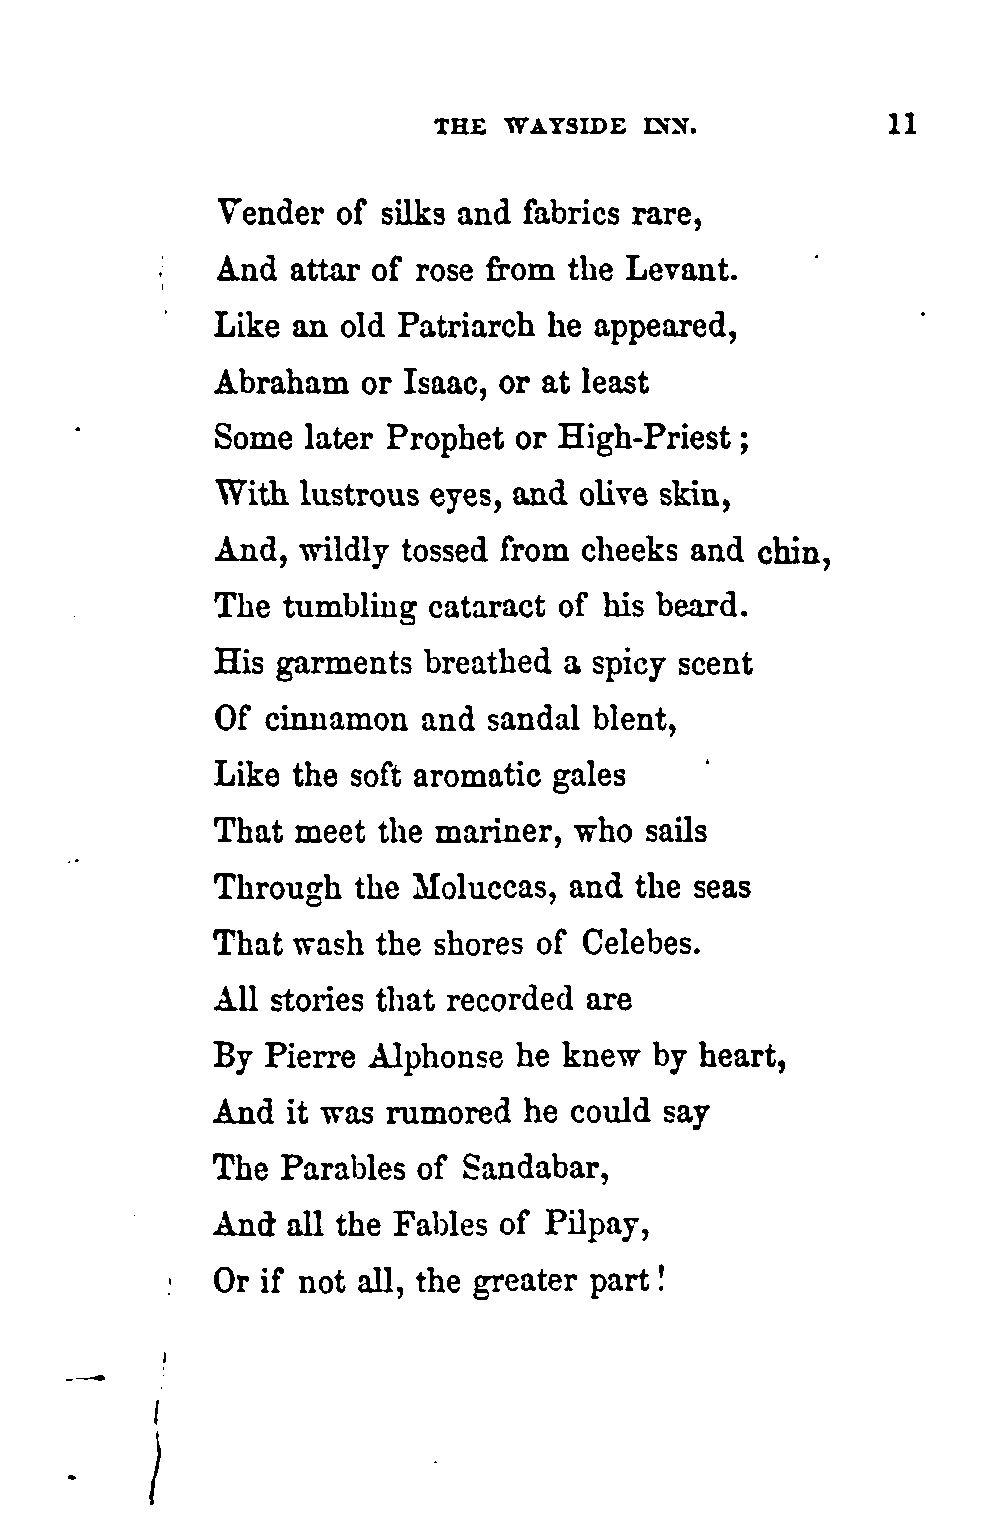 THE WAYSIDE INN. 11
Vender of silks and fabrics rare,
And attar of rose from the Levant.
Like an old Patriarch he appeared,
Abraham or Isaac, or at least
Some later Prophet or High-Priest ;
With lustrous eyes, and olive skin,
And, wildly tossed from cheeks and chin,
The tumbling cataract of his beard.
His garments breathed a spicy scent
Of cinnamon and sandal blent,
Like the soft aromatic gales
That meet the mariner, who sails
Through the Moluccas, and the seas
That wash the shores of Celebes.
All stories that recorded are
By Pierre Alphonse he knew by heart,
And it was rumored he could say
The Parables of Sandabar,
And all the Fables of Pilpay,
Or if not all, the greater part !